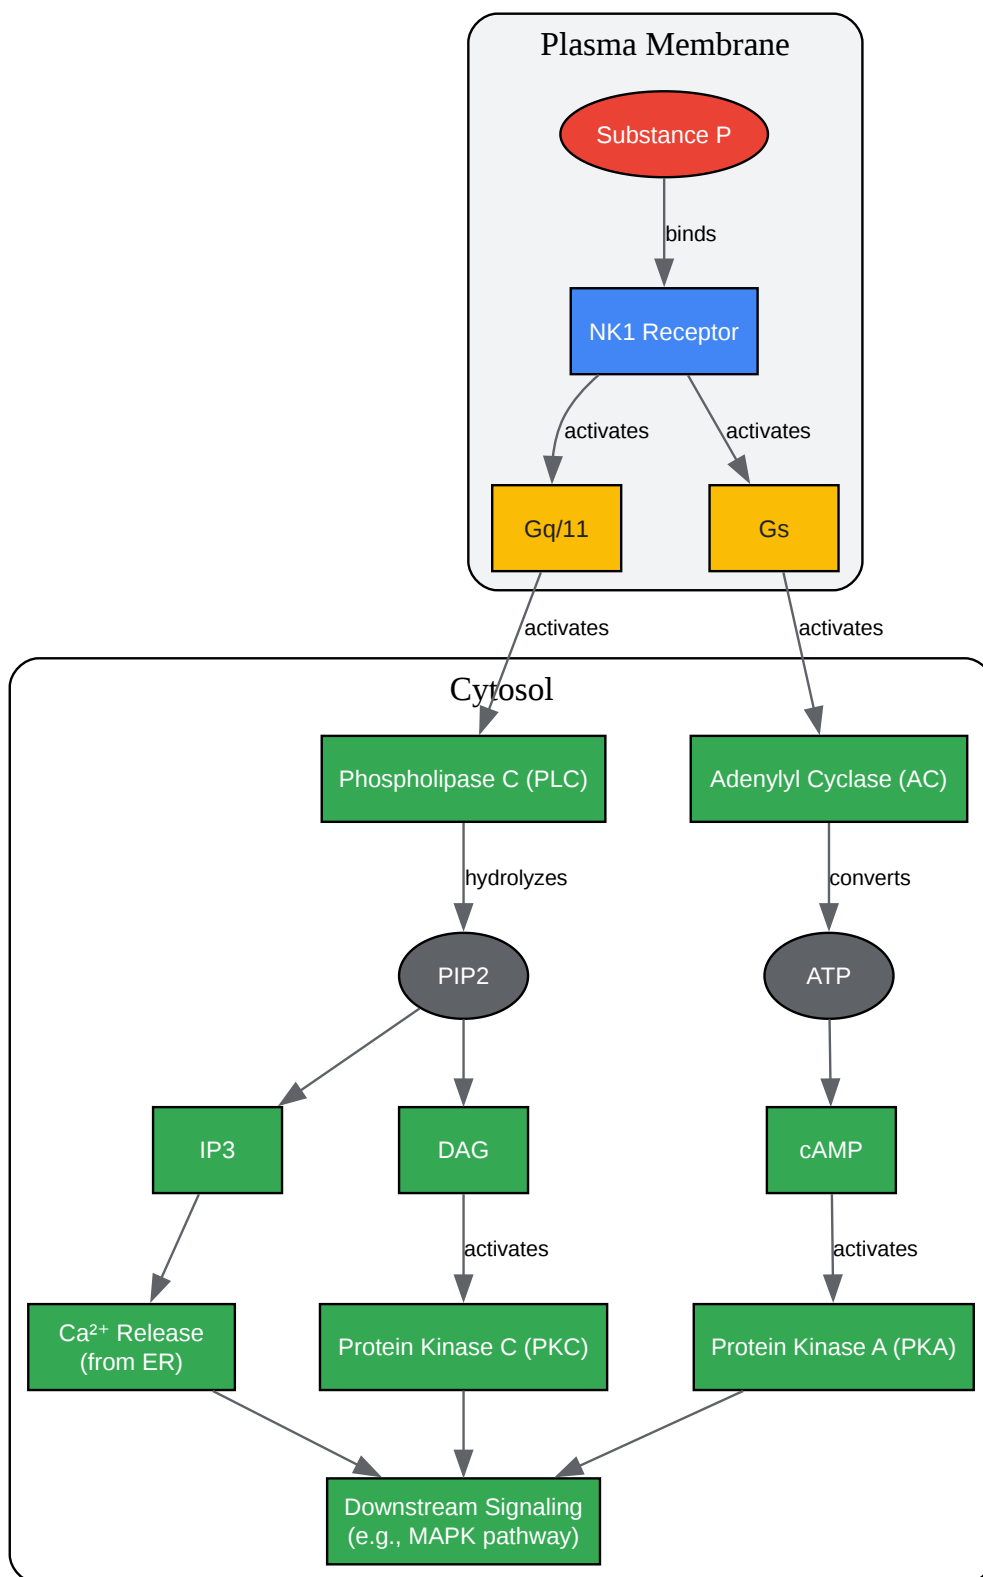 Plasma Membrane
Substance P
binds
NK1 Receptor
activates
activates
Gq/11
Gs
activates
activates
Cytosol
Phospholipase C (PLC)
Adenylyl Cyclase (AC)
hydrolyzes
converts
PIP2
ATP
IP3
DAG
cAMP
activates
activates
Ca²⁺ Release
(from ER)
Protein Kinase C (PKC)
Protein Kinase A (PKA)
Downstream Signaling
(e.g., MAPK pathway)